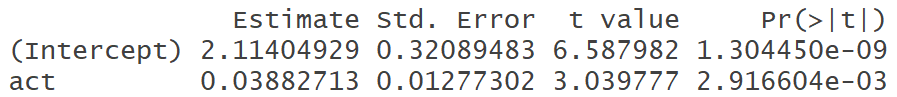 Estimate Std. Error t value Pr(>|t|)
(Intercept) 2.11404929 0.32089483 6.587982 1.304450e-09
act 0.03882713 0.01277302 3.039777 2.916604e-03